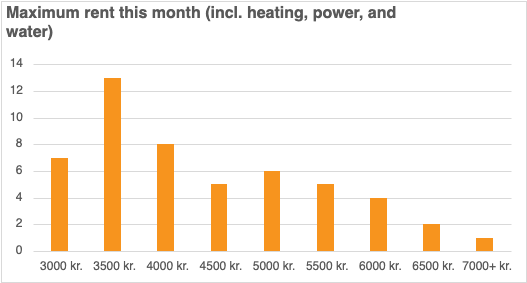 Maximum rent this month (incl. heating, power, and
water)
14
12
10
8
6
4
2
0
3000 kr. 3500 kr. 4000 kr. 4500 kr. 5000 kr. 5500 kr. 6000 kr. 6500 kr. 7000+ kr.